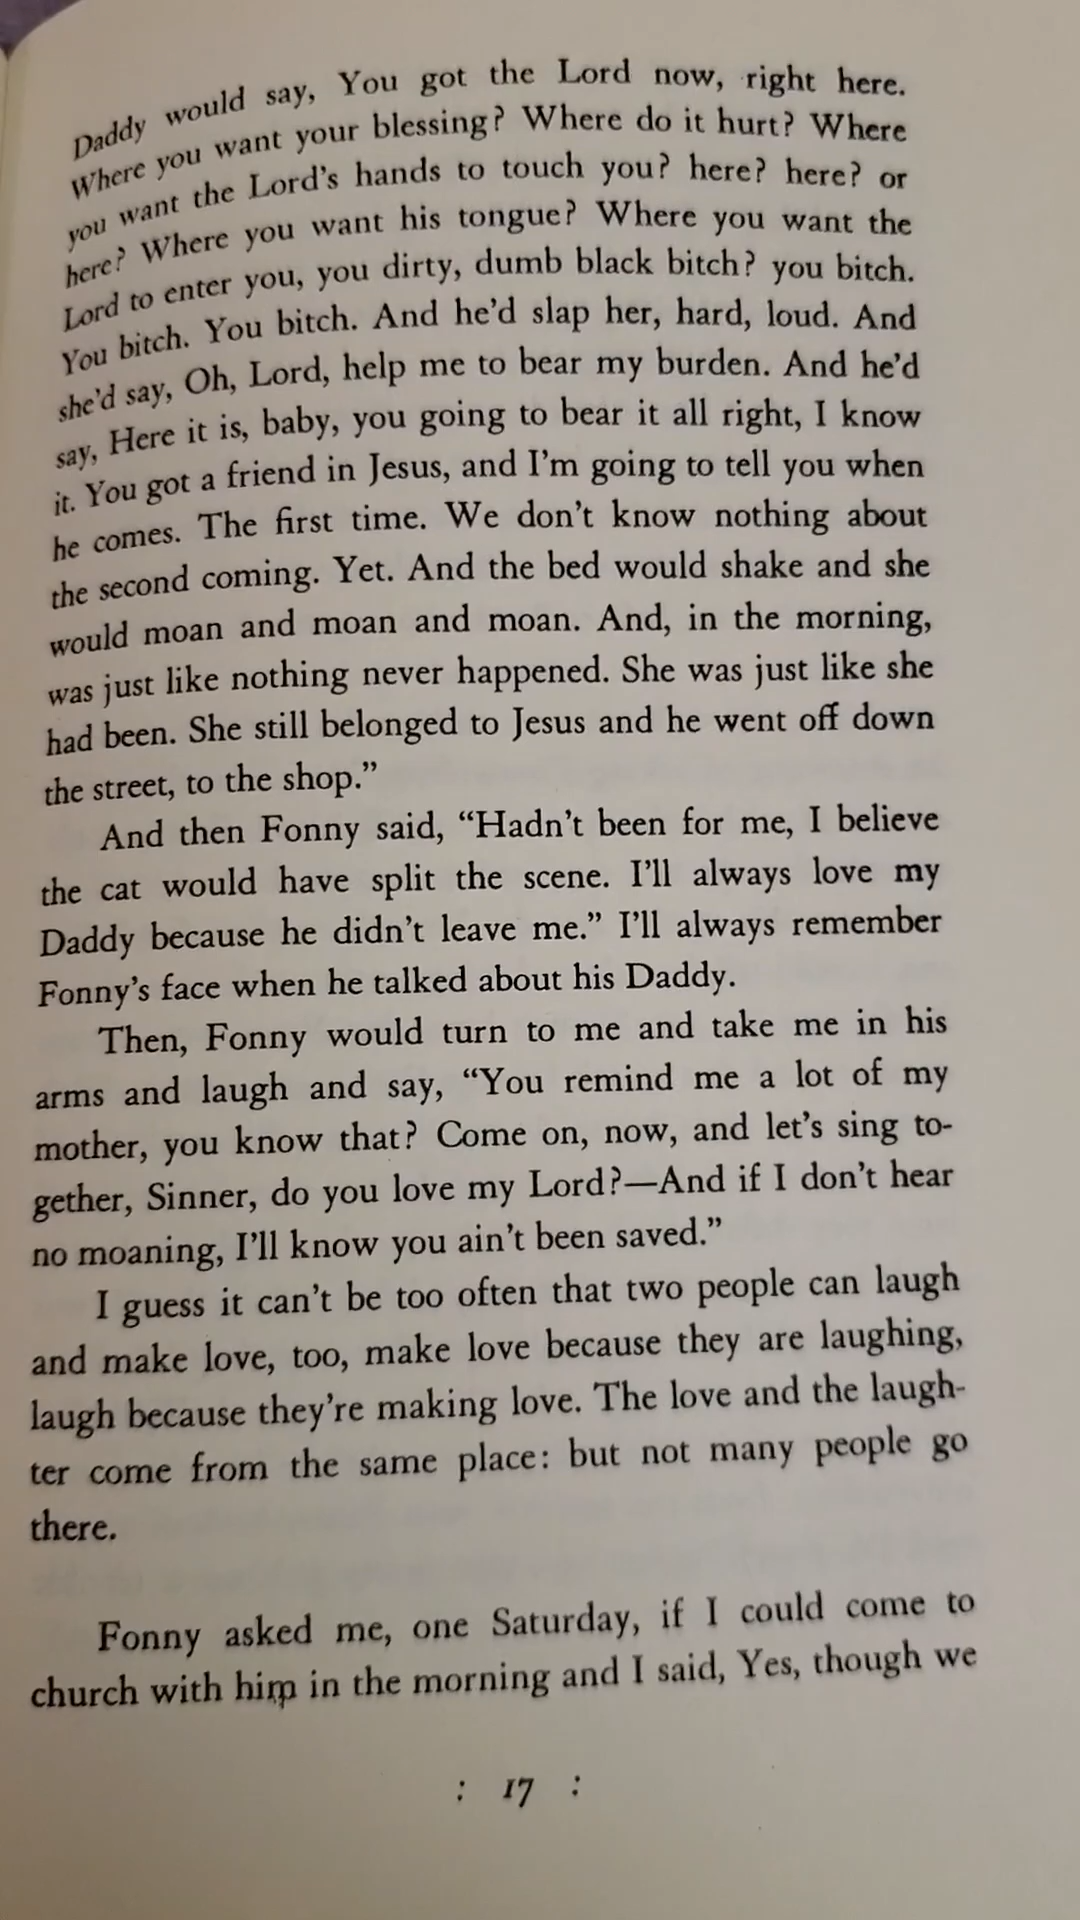 Daddy would say, You got the Lord now, right here.
Where you want your blessing? Where do it hurt? Where
you want the Lord's hands to touch you? here? here? or
here? Where you want his tongue? Where you want the
Lord to enter you, you dirty, dumb black bitch? you bitch.
You bitch. You bitch. And he'd slap her, hard, loud. And
she'd say, Oh, Lord, help me to bear my burden. And he'd
say, Here it is, baby, you going to bear it all right, I know
it. You got a friend in Jesus, and I'm going to tell you when
he comes. The first time. We don't know nothing about
the second coming. Yet. And the bed would shake and she
would moan and moan and moan. And, in the morning,
was just like nothing never happened. She was just like she
had been. She still belonged to Jesus and he went off down
the street, to the shop.”
And then Fonny said, “Hadn't been for me, I believe
the cat would have split the scene. I'll always love my
Daddy because he didn't leave me.” I'll always remember
Fonny's face when he talked about his Daddy.
Then, Fonny would turn to me and take me in his
arms and laugh and say, “You remind me a lot of my
mother, you know that? Come on, now, and let's sing to-
gether, Sinner, do you love my Lord?—And if I don't hear
no moaning, I'll know you ain't been saved.”
I guess it can't be too often that two people can laugh
and make love, too, make love because they are laughing,
laugh because they're making love. The love and the laugh-
ter come from the same place: but not many people go
there.
Fonny asked me, one Saturday, if I could come to
church with him in the morning and I said, Yes, though we
: 17 :